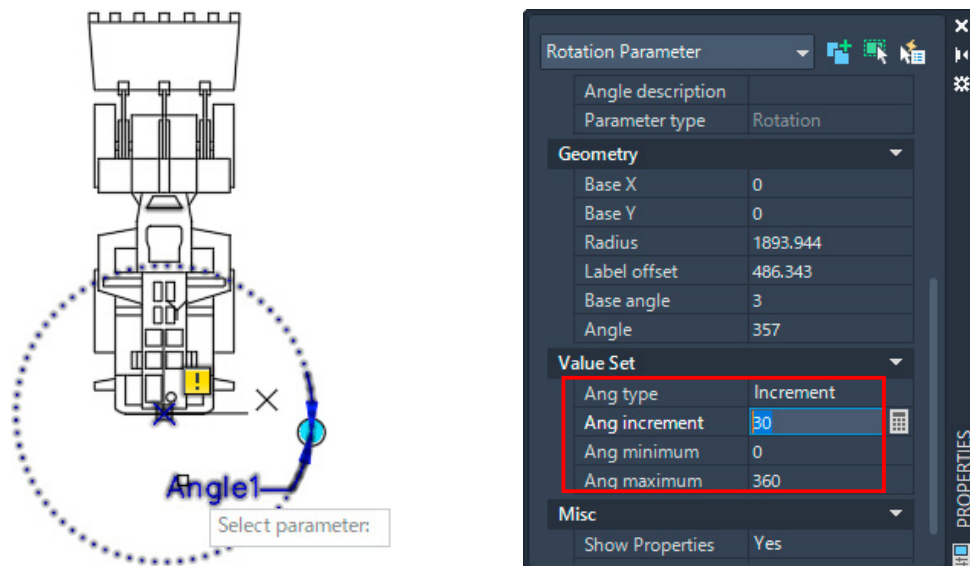 Angle1
Select parameter:
Rotation Parameter
Angle description
Parameter type Rotation
Geometry
Base X 0
Base Y 0
Radius 1893.944
Label offset 486.343
Base angle 3
Angle 357
Value Set
Ang type Increment
Ang increment 30
Ang minimum 0
Ang maximum 360
Misc
Show Properties Yes
PROPERTIES